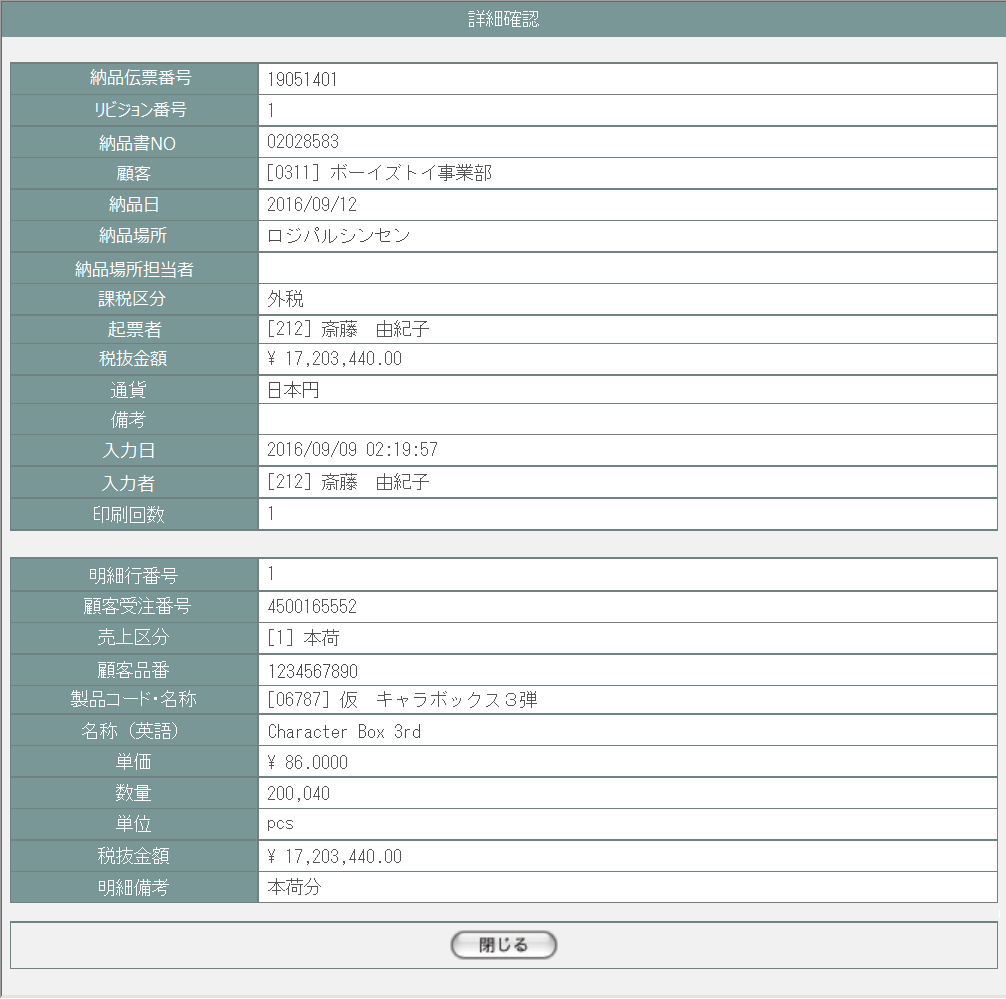 詳細確認
納品伝票番号 19051401
リビジョン番号 1
納品書NO 02028583
顧客 [0311] ボーイズトイ事業部
納品日 2016/09/12
納品場所 ロジパルシンセン
納品場所担当者
課税区分 外税
起票者 [212] 斎藤　由紀子
税抜金額 ¥ 17,203,440.00
通貨 日本円
備考
入力日 2016/09/09 02:19:57
入力者 [212] 斎藤　由紀子
印刷回数 1
明細行番号 1
顧客受注番号 4500165552
売上区分 [1] 本荷
顧客品番 1234567890
製品コード・名称 [06787] 仮　キャラボックス３弾
名称（英語） Character Box 3rd
単価 ¥ 86.0000
数量 200,040
単位 pcs
税抜金額 ¥ 17,203,440.00
明細備考 本荷分
閉じる